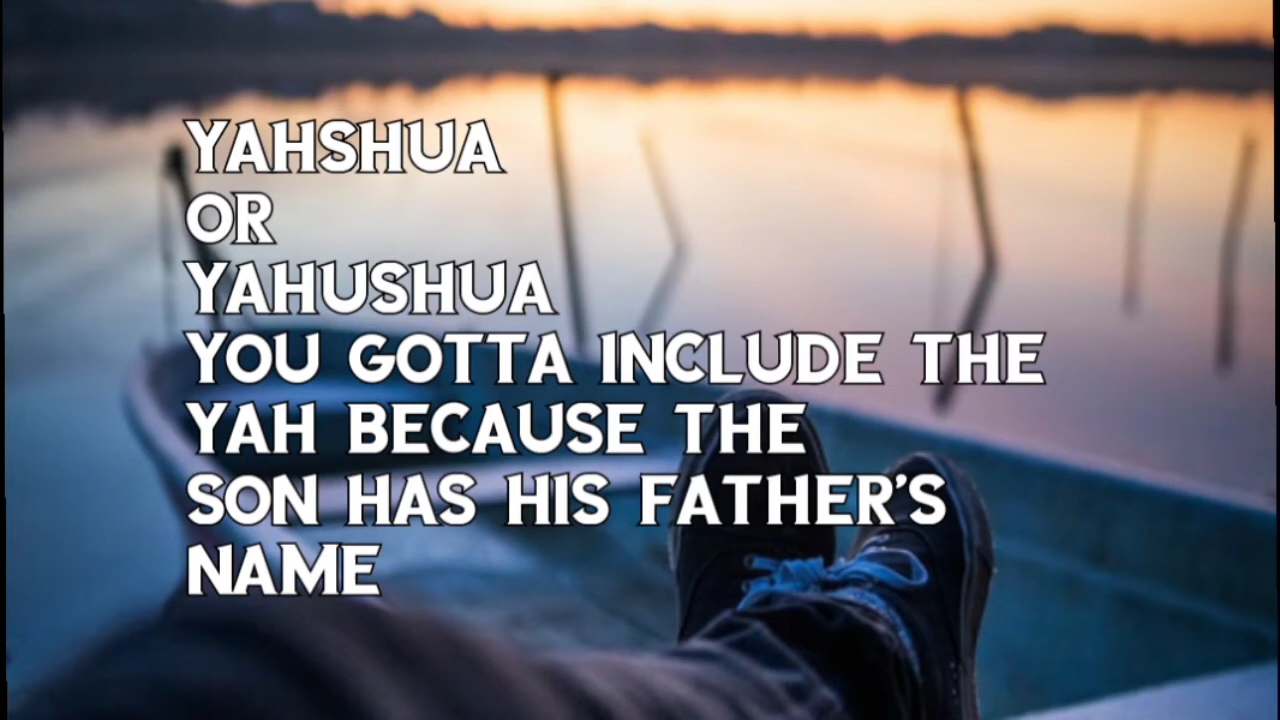 YAHSHUA
OR
YAHUSHUA
YOU GOTTA INCLUDE THE
YAH BECAUSE THE
SON HAS HIS FATHER'S
NAME